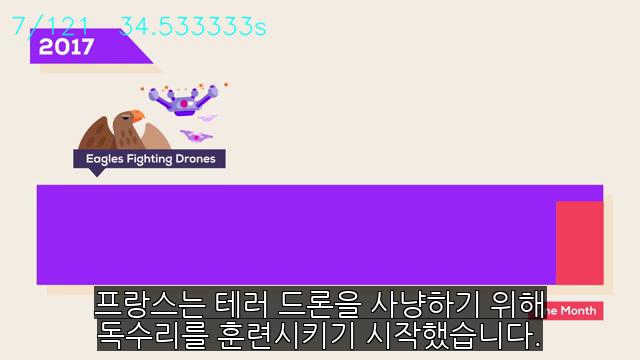 7/121 34.533333s
2017
Eagles Fighting Drones
Month
프랑스는 테러 드론을 사냥하기 위해
독수리를 훈련시키기 시작했습니다.